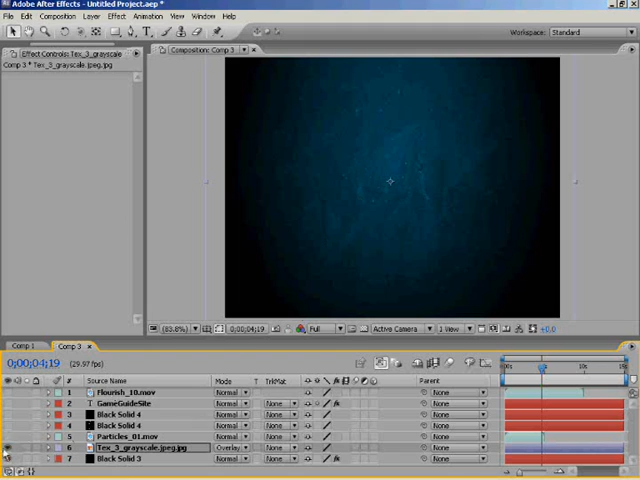 Adobe After Effects - Untitled Project.aep *
File Edit Composition Layer Effect Animation View Window Help
Workspace: Standard
Effect Controls: Tex_3_grayscale
Composition: Comp 3
Comp 3 * Tex_3_grayscale.jpeg.jpg
(83.8%) 0;00;04;19 Full Active Camera 1 View +0.0
Comp 1 Comp 3
0;00;04;19 (29.97 fps)
# Source Name Mode T TrkMat Parent
00s 5s 10s 15s
1 Flourish_10.mov Normal None
2 T GameGuideSite Normal None None
3 Black Solid 4 Normal None None
4 Black Solid 4 Normal None None
5 Particles_01.mov Normal None None
6 Tex_3_grayscale.jpeg.jpg Overlay None None
7 Black Solid 3 Normal None None